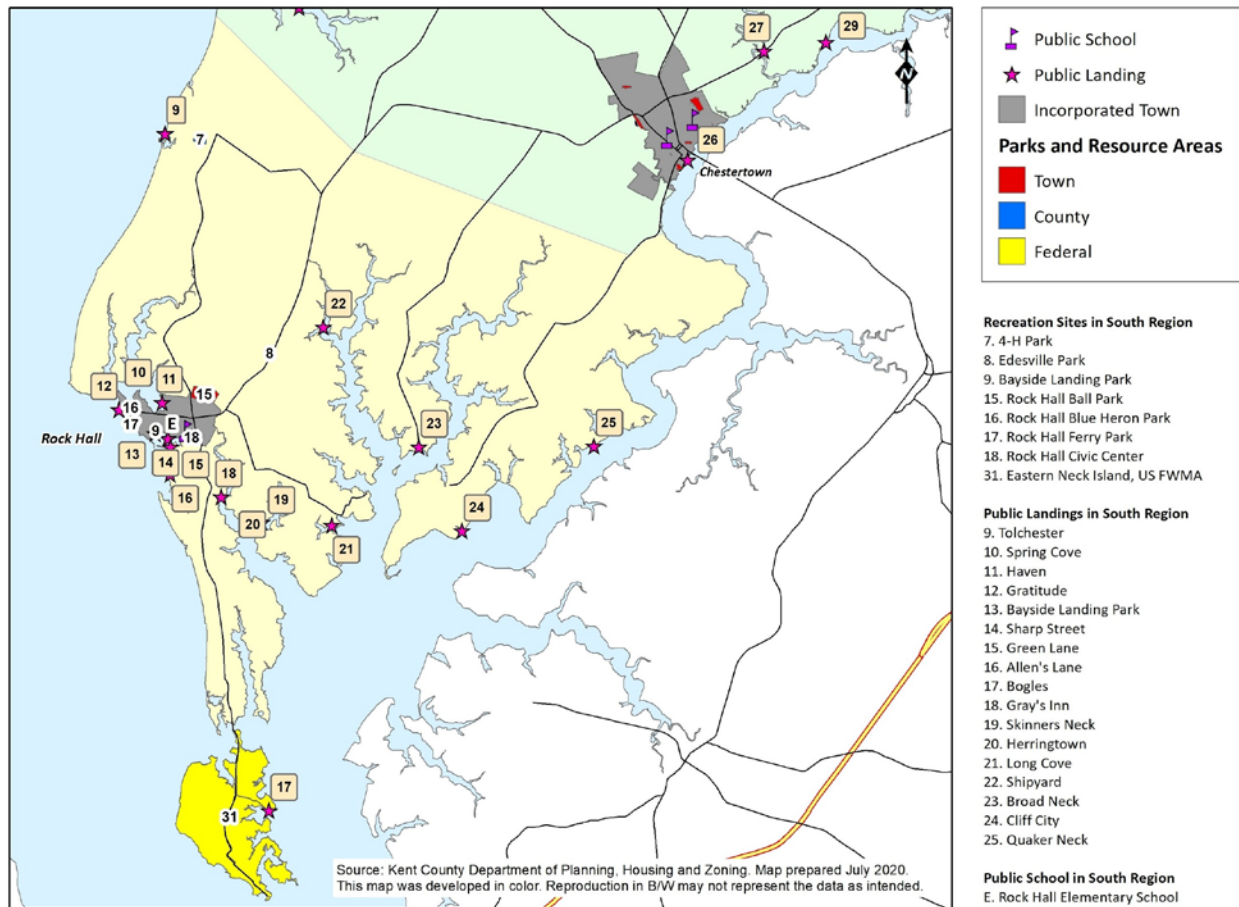 27
29
9
7
26
Chestertown
22
8
10
11
12
15
16
17
E
9
18
Rock Hall
13
14
15
18
16
19
20
21
23
25
24
17
31
N
Source: Kent County Department of Planning, Housing and Zoning. Map prepared July 2020.
This map was developed in color. Reproduction in B/W may not represent the data as intended.
Public School
Public Landing
Incorporated Town
Parks and Resource Areas
Town
County
Federal
Recreation Sites in South Region
7. 4-H Park
8. Edesville Park
9. Bayside Landing Park
15. Rock Hall Ball Park
16. Rock Hall Blue Heron Park
17. Rock Hall Ferry Park
18. Rock Hall Civic Center
31. Eastern Neck Island, US FWMA
Public Landings in South Region
9. Tolchester
10. Spring Cove
11. Haven
12. Gratitude
13. Bayside Landing Park
14. Sharp Street
15. Green Lane
16. Allen's Lane
17. Bogles
18. Gray's Inn
19. Skinners Neck
20. Herringtown
21. Long Cove
22. Shipyard
23. Broad Neck
24. Cliff City
25. Quaker Neck
Public School in South Region
E. Rock Hall Elementary School